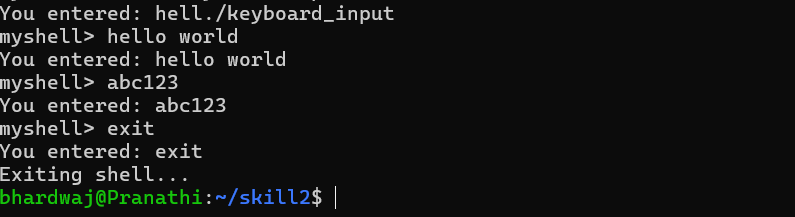 You entered: hell./keyboard_input
myshell> hello world
You entered: hello world
myshell> abc123
You entered: abc123
myshell> exit
You entered: exit
Exiting shell...
bhardwaj@Pranathi:~/skill2$